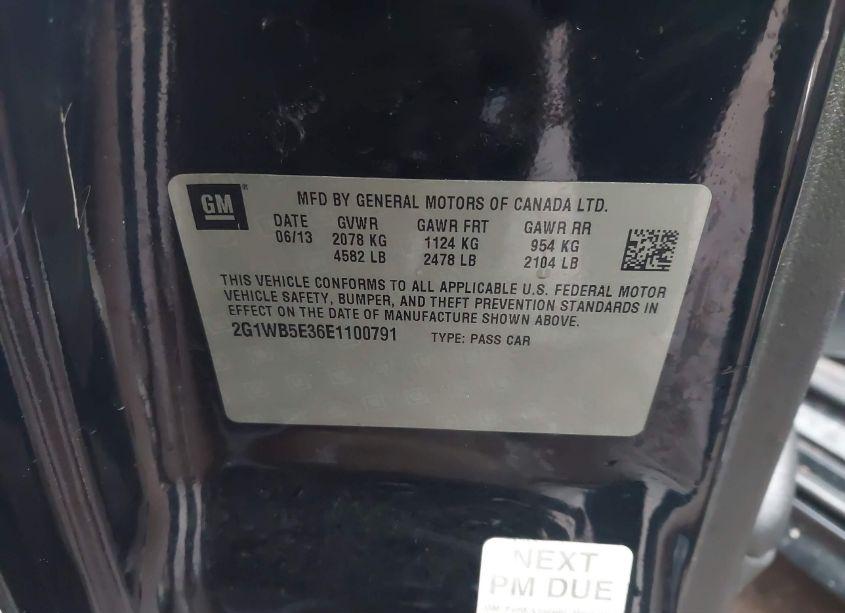 GM®
MFD BY GENERAL MOTORS OF CANADA LTD.
DATE GVWR GAWR FRT GAWR RR
06/13 2078 KG 1124 KG 954 KG
4582 LB 2478 LB 2104 LB
THIS VEHICLE CONFORMS TO ALL APPLICABLE U.S. FEDERAL MOTOR
VEHICLE SAFETY, BUMPER, AND THEFT PREVENTION STANDARDS IN
EFFECT ON THE DATE OF MANUFACTURE SHOWN ABOVE.
2G1WB5E36E1100791 TYPE: PASS CAR
NEXT
PM DUE